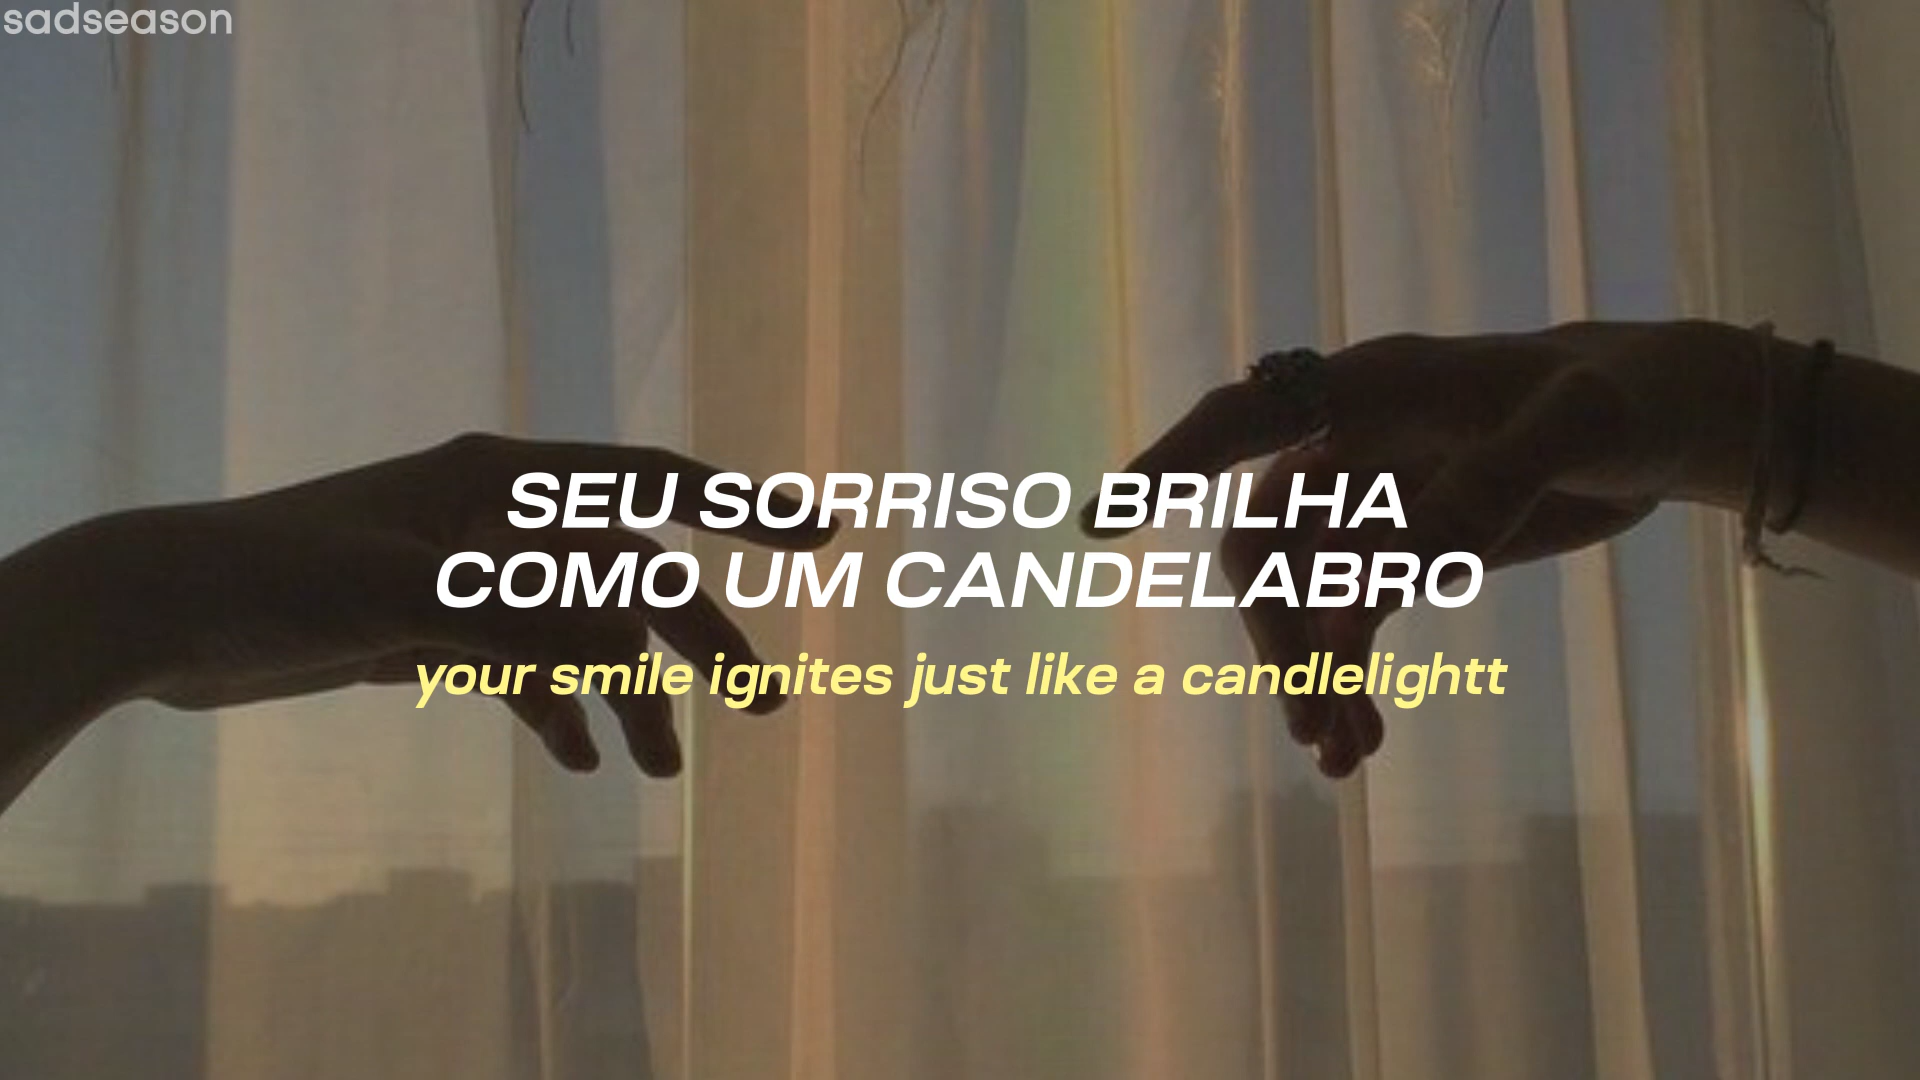 sadseason
SEU SORRISO BRILHA
COMO UM CANDELABRO
your smile ignites just like a candlelightt